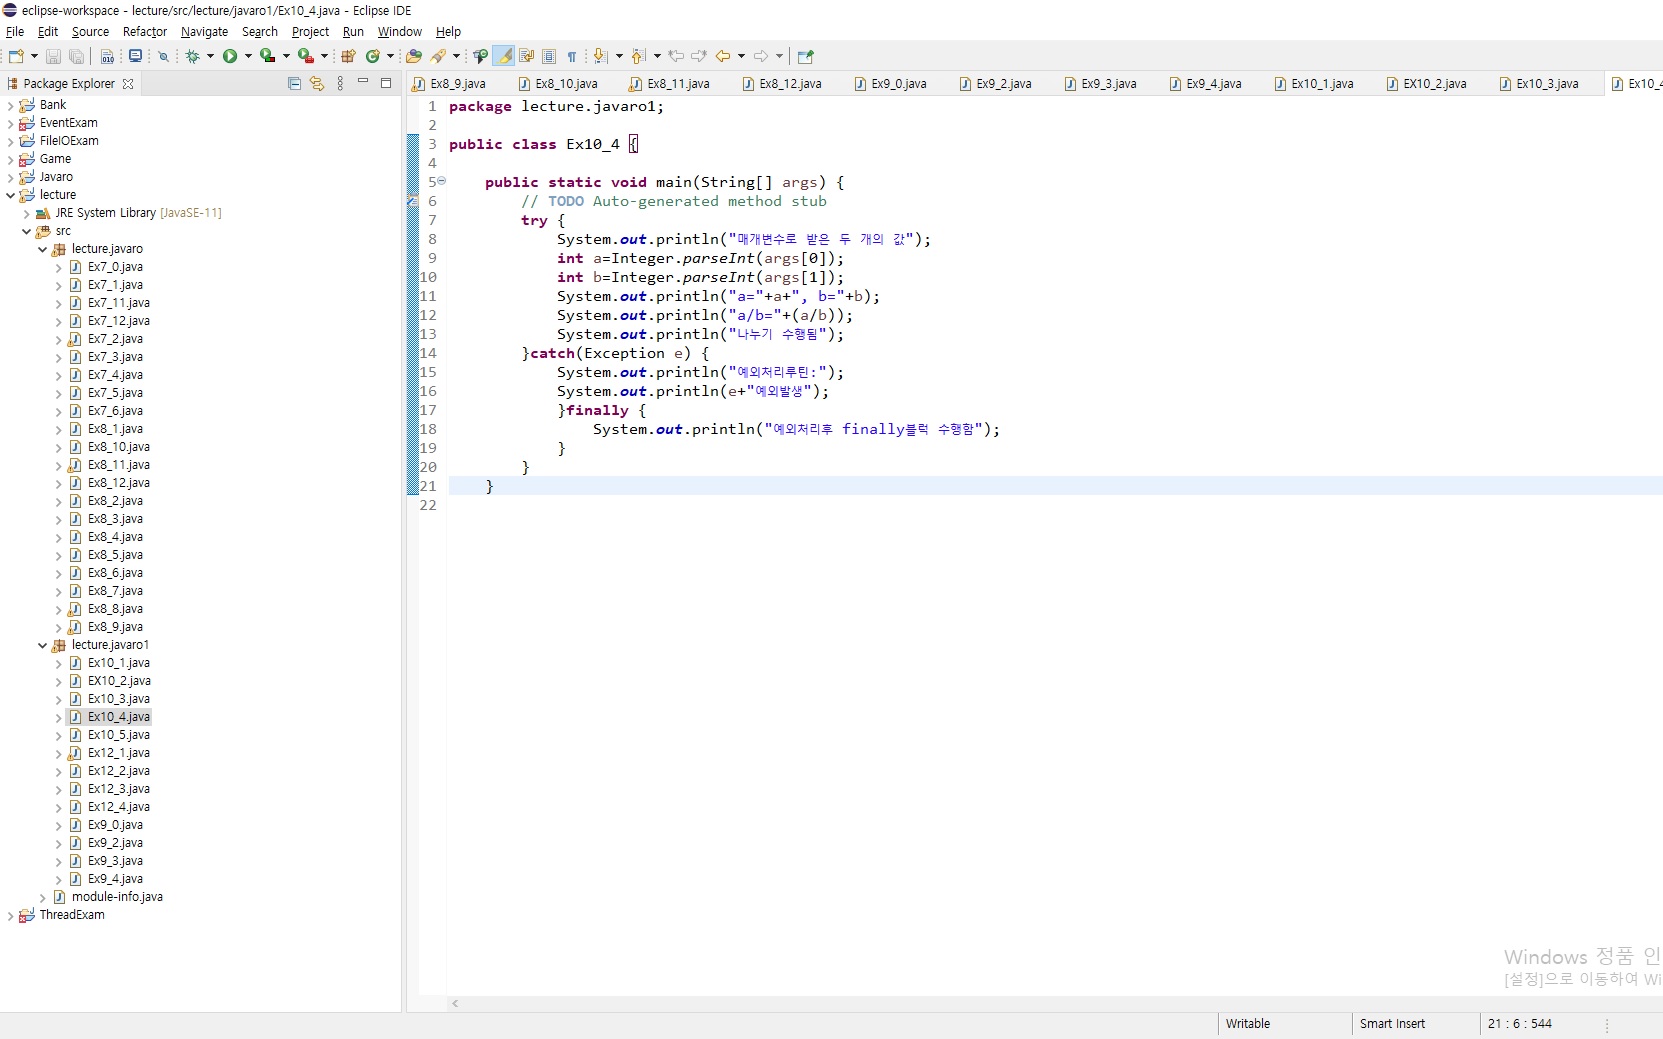 eclipse-workspace - lecture/src/lecture/javaro1/Ex10_4.java - Eclipse IDE
File Edit Source Refactor Navigate Search Project Run Window Help
Package Explorer
Bank
EventExam
FileIOExam
Game
Javaro
lecture
JRE System Library [JavaSE-11]
src
lecture.javaro
Ex7_0.java
Ex7_1.java
Ex7_11.java
Ex7_12.java
Ex7_2.java
Ex7_3.java
Ex7_4.java
Ex7_5.java
Ex7_6.java
Ex8_1.java
Ex8_10.java
Ex8_11.java
Ex8_12.java
Ex8_2.java
Ex8_3.java
Ex8_4.java
Ex8_5.java
Ex8_6.java
Ex8_7.java
Ex8_8.java
Ex8_9.java
lecture.javaro1
Ex10_1.java
EX10_2.java
Ex10_3.java
Ex10_4.java
Ex10_5.java
Ex12_1.java
Ex12_2.java
Ex12_3.java
Ex12_4.java
Ex9_0.java
Ex9_2.java
Ex9_3.java
Ex9_4.java
module-info.java
ThreadExam
Ex8_9.java Ex8_10.java Ex8_11.java Ex8_12.java Ex9_0.java Ex9_2.java Ex9_3.java Ex9_4.java Ex10_1.java EX10_2.java Ex10_3.java Ex10_4
1 package lecture.javaro1;
2
3 public class Ex10_4 {
4
5 public static void main(String[] args) {
6 // TODO Auto-generated method stub
7 try {
8 System.out.println("매개변수로 받은 두 개의 값");
9 int a=Integer.parseInt(args[0]);
10 int b=Integer.parseInt(args[1]);
11 System.out.println("a="+a+", b="+b);
12 System.out.println("a/b="+(a/b));
13 System.out.println("나누기 수행됨");
14 }catch(Exception e) {
15 System.out.println("예외처리루틴:");
16 System.out.println(e+"예외발생");
17 }finally {
18 System.out.println("예외처리후 finally블럭 수행함");
19 }
20 }
21 }
22
Windows 정품 인
[설정]으로 이동하여 Wi
Writable Smart Insert 21 : 6 : 544